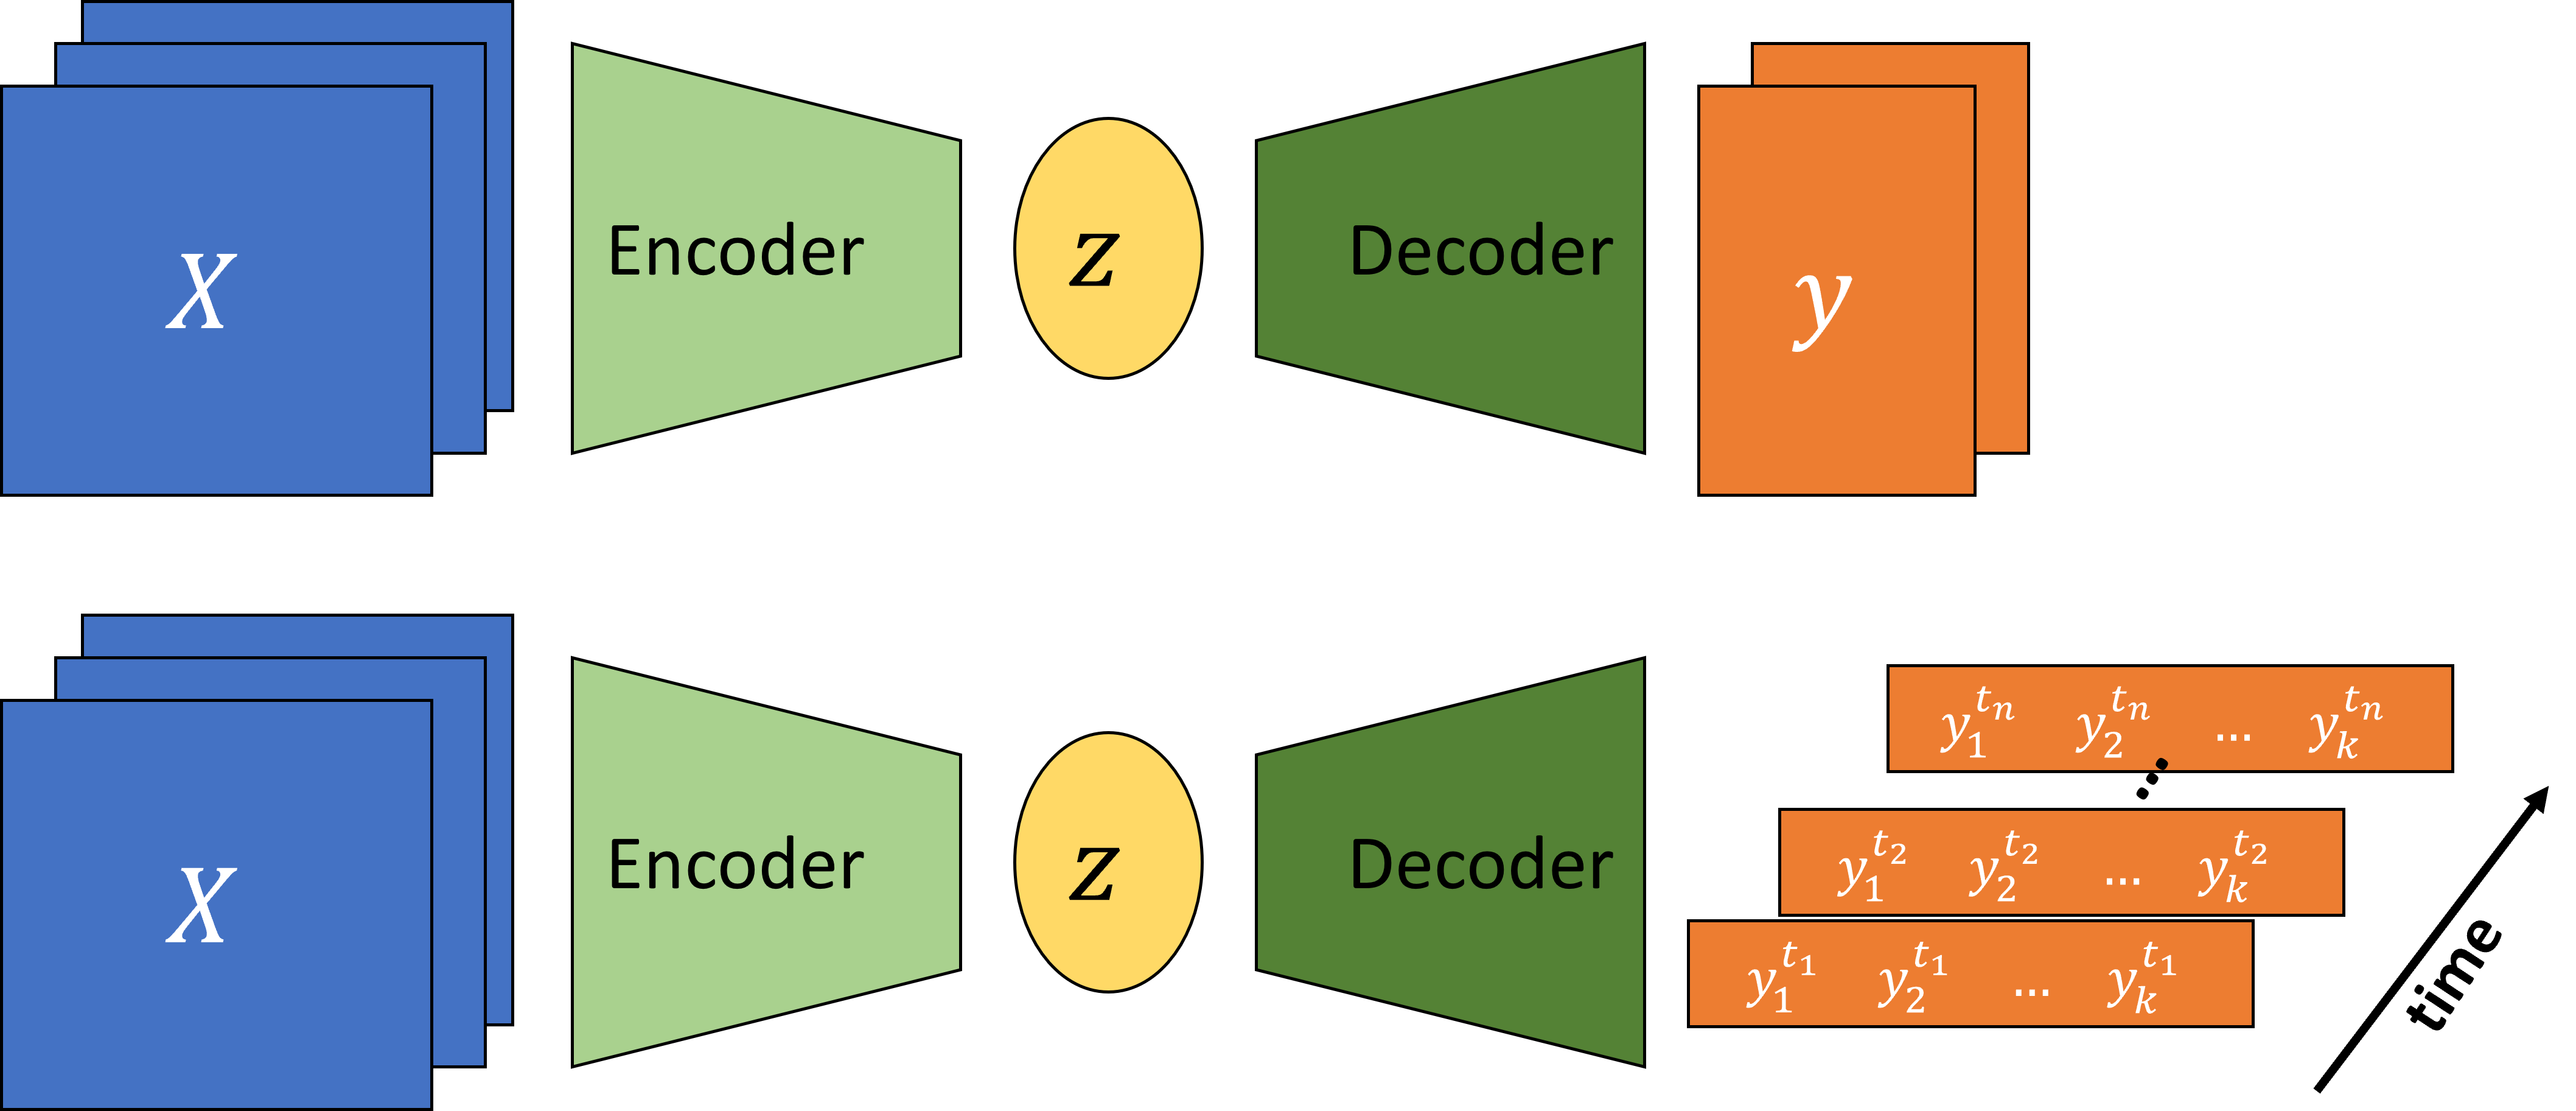 X Encoder z Decoder y
X Encoder z Decoder
y_1^{t_n} y_2^{t_n} ... y_k^{t_n}
y_1^{t_2} y_2^{t_2} ... y_k^{t_2}
y_1^{t_1} y_2^{t_1} ... y_k^{t_1}
time